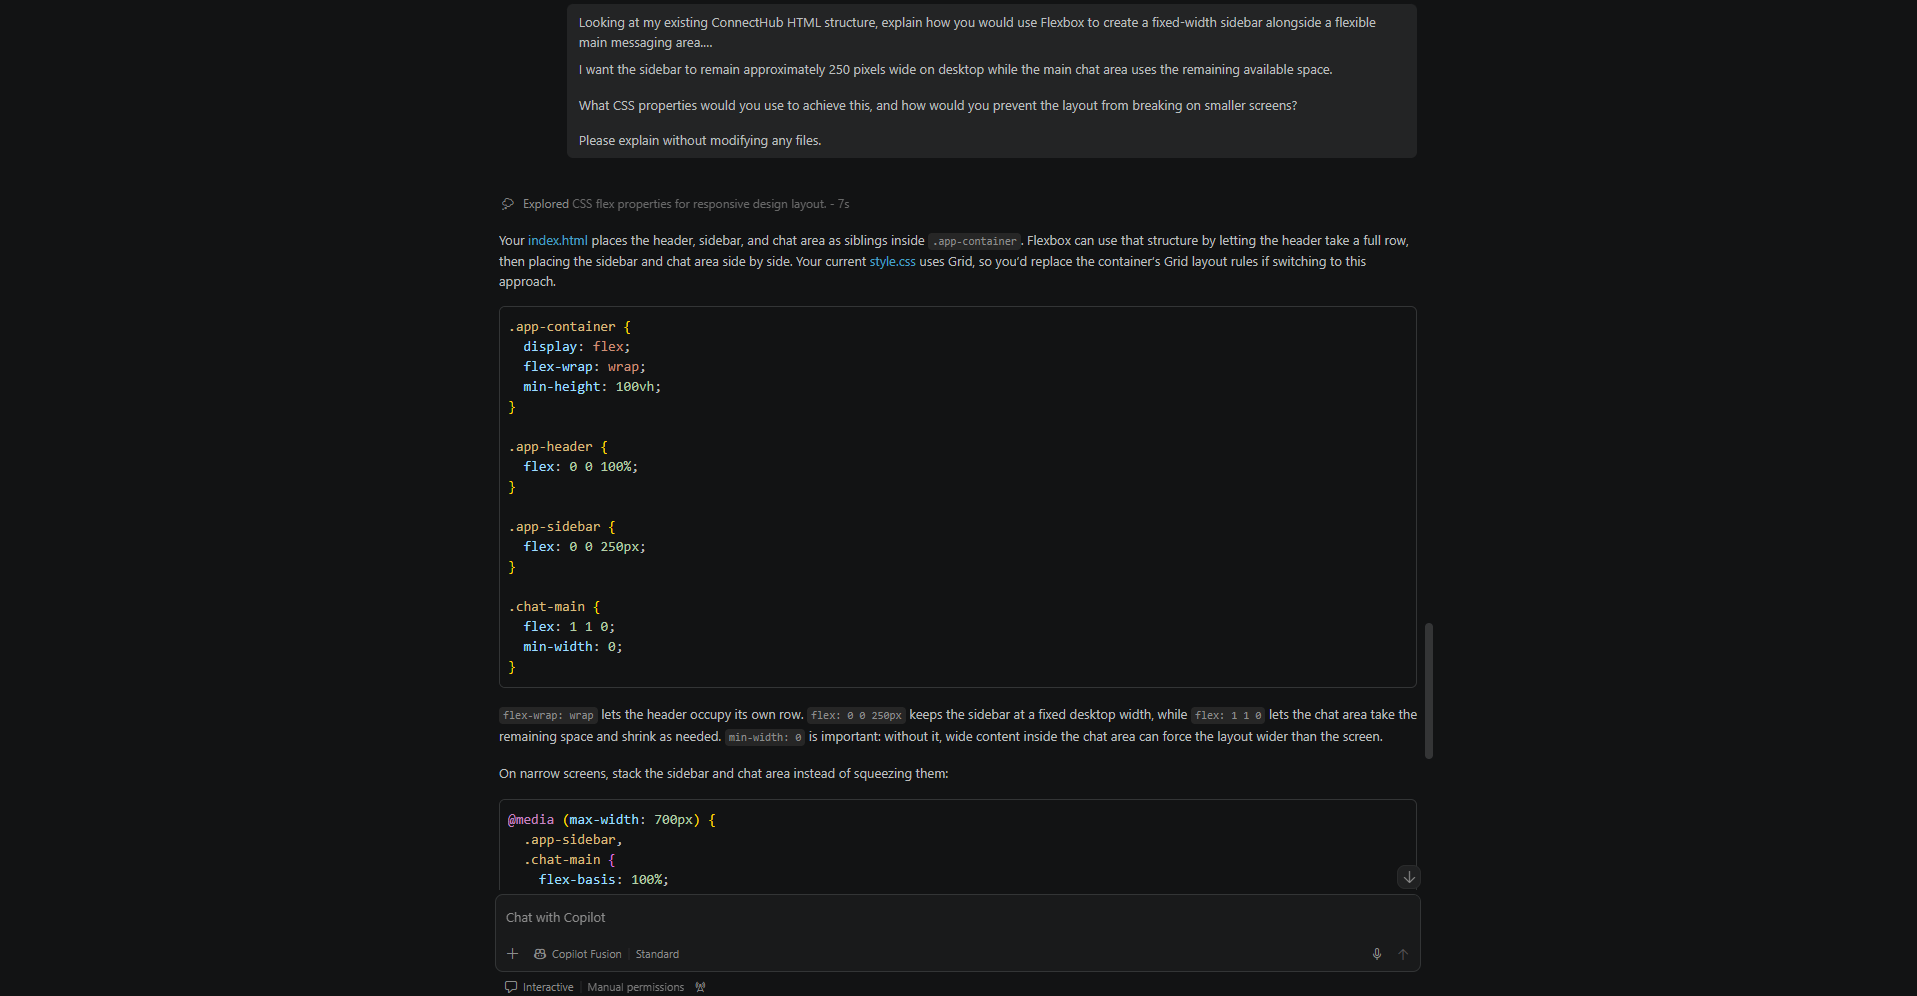 Looking at my existing ConnectHub HTML structure, explain how you would use Flexbox to create a fixed-width sidebar alongside a flexible
main messaging area....
I want the sidebar to remain approximately 250 pixels wide on desktop while the main chat area uses the remaining available space.
What CSS properties would you use to achieve this, and how would you prevent the layout from breaking on smaller screens?
Please explain without modifying any files.
Explored CSS flex properties for responsive design layout. - 7s
Your index.html places the header, sidebar, and chat area as siblings inside .app-container. Flexbox can use that structure by letting the header take a full row,
then placing the sidebar and chat area side by side. Your current style.css uses Grid, so you’d replace the container’s Grid layout rules if switching to this
approach.
.app-container {
  display: flex;
  flex-wrap: wrap;
  min-height: 100vh;
}
.app-header {
  flex: 0 0 100%;
}
.app-sidebar {
  flex: 0 0 250px;
}
.chat-main {
  flex: 1 1 0;
  min-width: 0;
}
flex-wrap: wrap lets the header occupy its own row. flex: 0 0 250px keeps the sidebar at a fixed desktop width, while flex: 1 1 0 lets the chat area take the
remaining space and shrink as needed. min-width: 0 is important: without it, wide content inside the chat area can force the layout wider than the screen.
On narrow screens, stack the sidebar and chat area instead of squeezing them:
@media (max-width: 700px) {
  .app-sidebar,
  .chat-main {
    flex-basis: 100%;
Chat with Copilot
Copilot Fusion Standard
Interactive Manual permissions